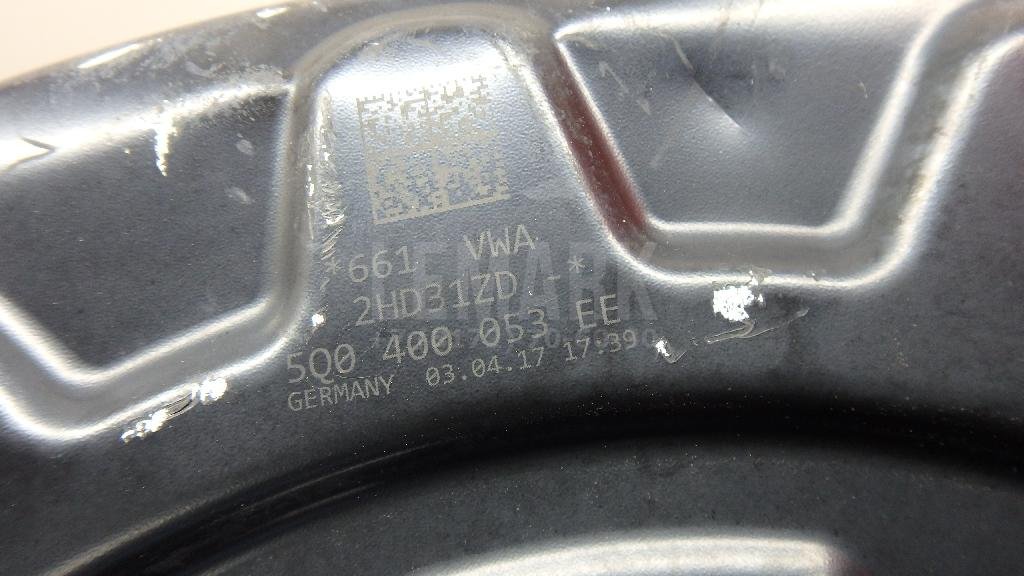 *661 VWA
2HD31ZD -*
5Q0 400 053 EE
GERMANY 03.04.17 17:39